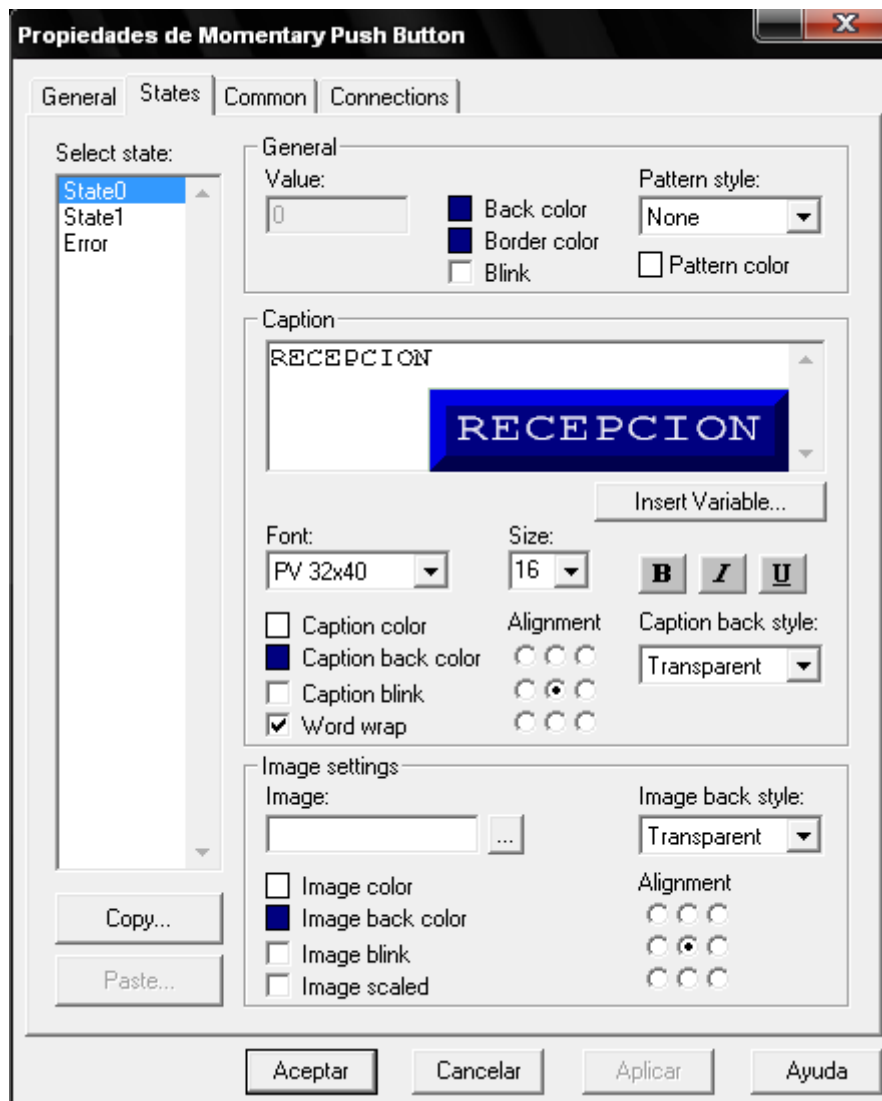 Propiedades de Momentary Push Button
General States Common Connections
Select state:
State0
State1
Error
Copy...
Paste...
General
Value:
0
Back color
Border color
Blink
Pattern style:
None
Pattern color
Caption
RECEPCION
RECEPCION
Insert Variable...
Font:
PV 32x40
Size:
16
B I U
Caption color
Caption back color
Caption blink
Word wrap
Alignment
Caption back style:
Transparent
Image settings
Image:
...
Image back style:
Transparent
Image color
Image back color
Image blink
Image scaled
Alignment
Aceptar Cancelar Aplicar Ayuda